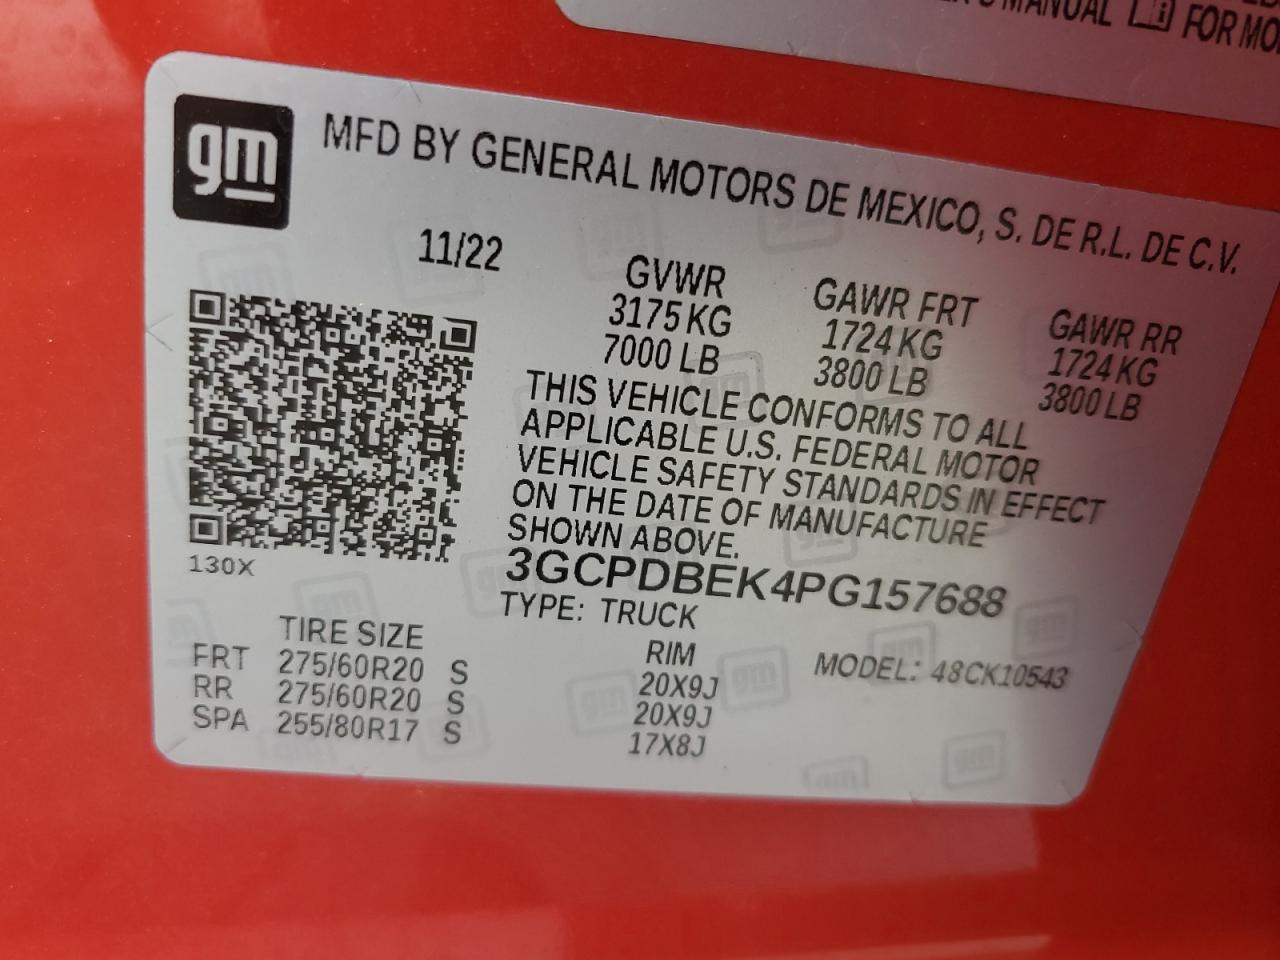 R'S MANUAL FOR MO
gm MFD BY GENERAL MOTORS DE MEXICO, S. DE R.L. DE C.V.
11/22
GVWR GAWR FRT GAWR RR
3175 KG 1724 KG 1724 KG
7000 LB 3800 LB 3800 LB
THIS VEHICLE CONFORMS TO ALL
APPLICABLE U.S. FEDERAL MOTOR
VEHICLE SAFETY STANDARDS IN EFFECT
ON THE DATE OF MANUFACTURE
SHOWN ABOVE.
3GCPDBEK4PG157688
130X
TYPE: TRUCK
TIRE SIZE RIM MODEL: 48CK10543
FRT 275/60R20 S 20X9J
RR 275/60R20 S 20X9J
SPA 255/80R17 S 17X8J